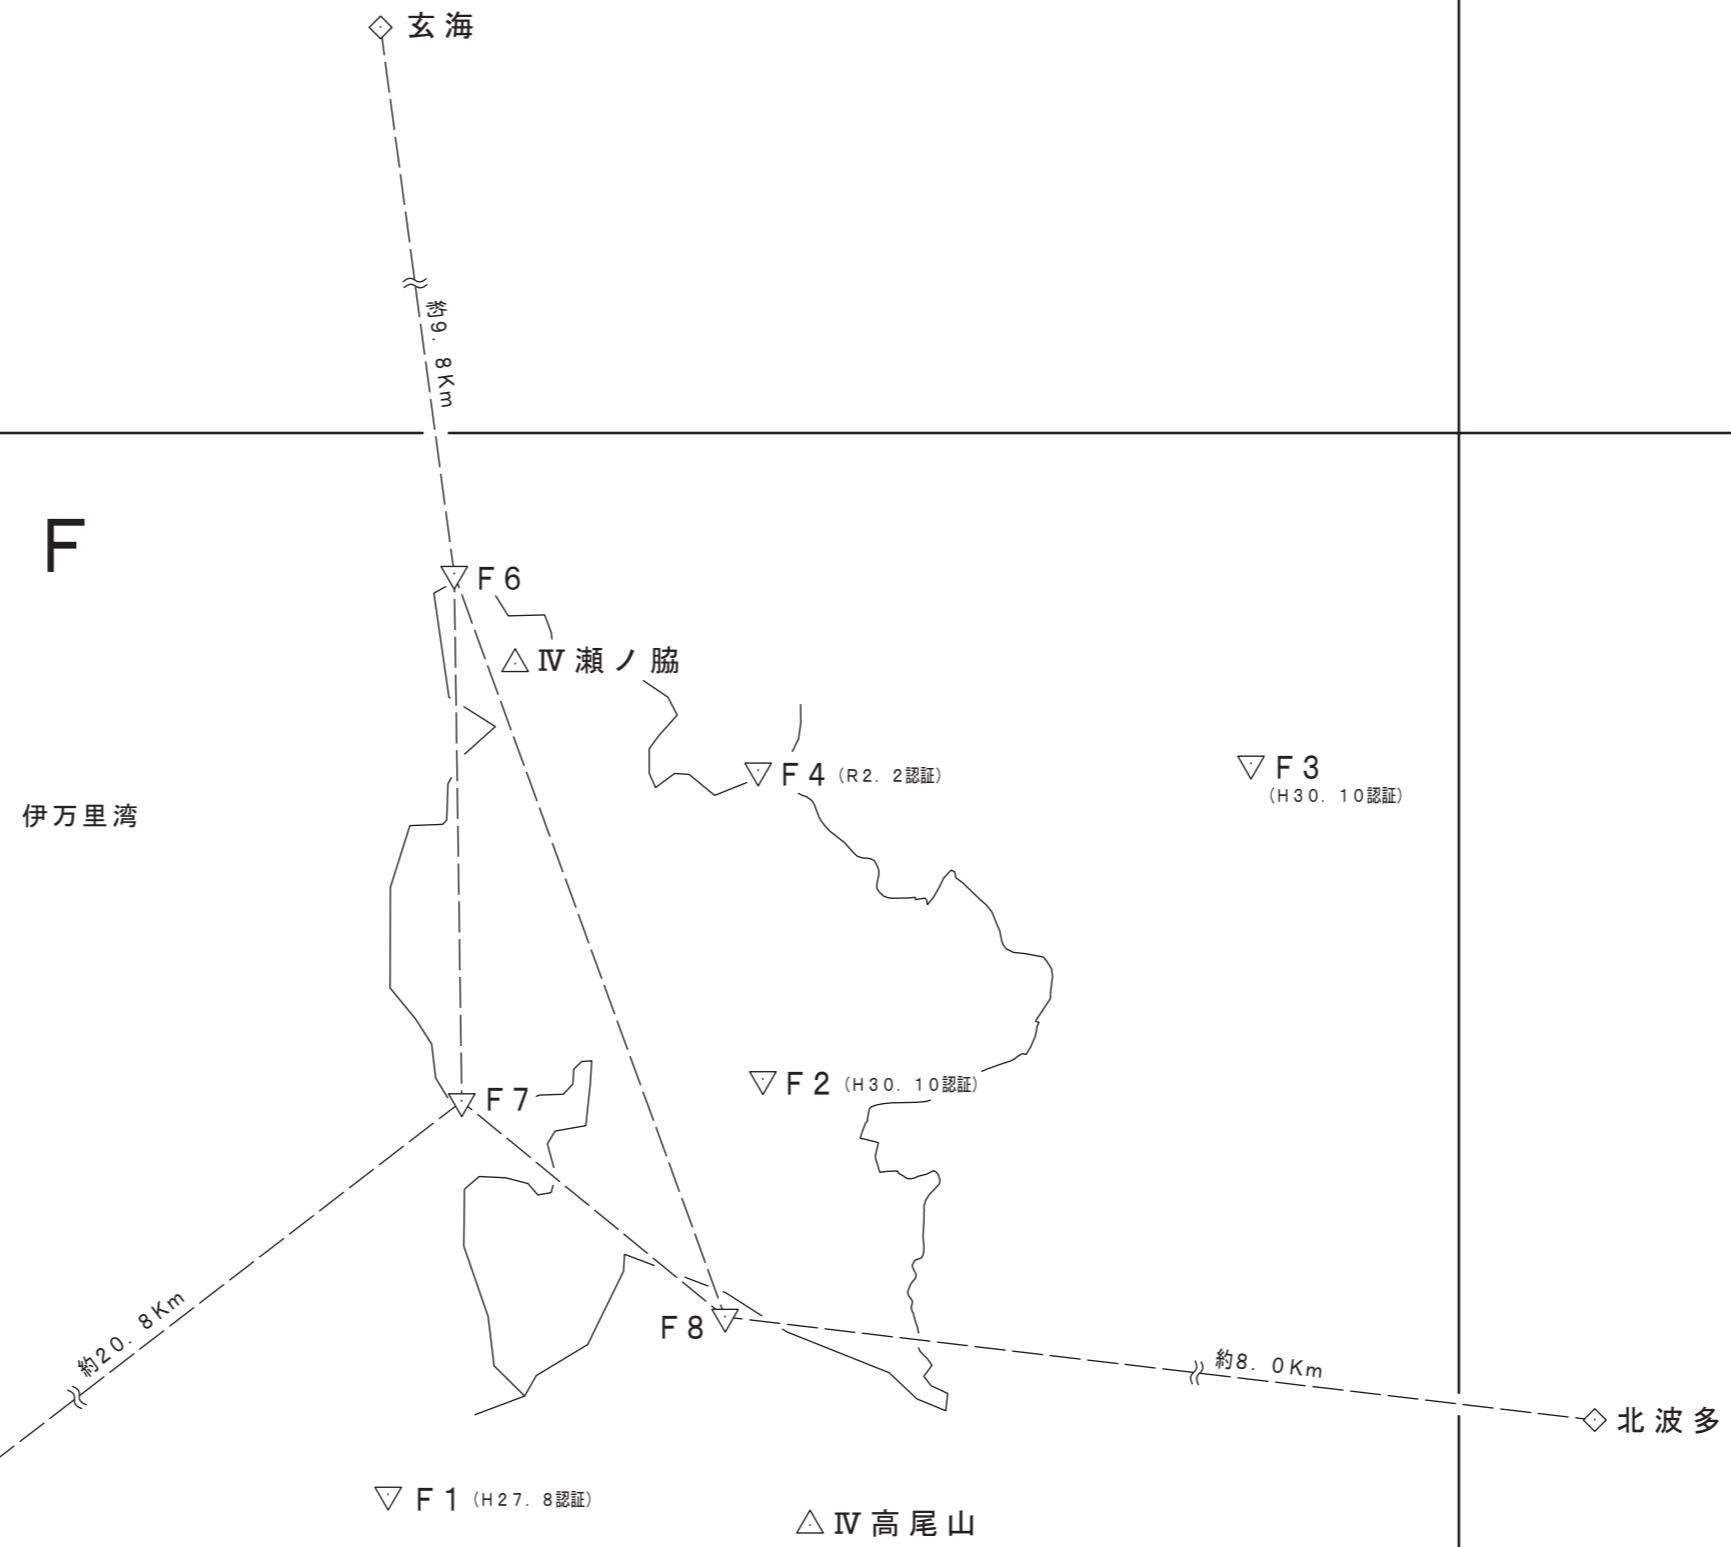 玄海
約9.8Km
F
F6
Ⅳ瀬ノ脇
F4(R2.2認証)
F3
(H30.10認証)
伊万里湾
F7
F2(H30.10認証)
約20.8Km
F8
約8.0Km
北波多
F1(H27.8認証)
Ⅳ高尾山